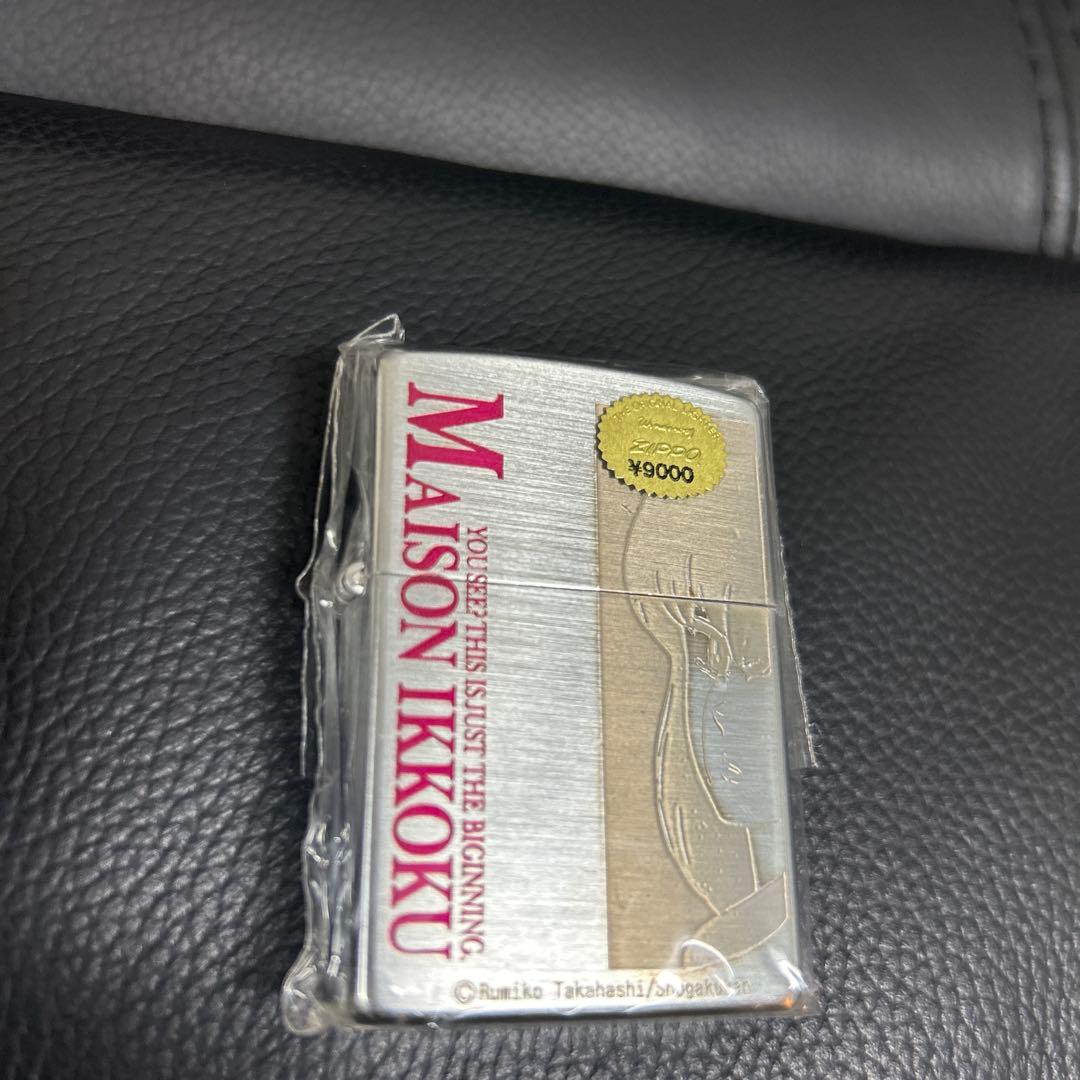 MAISON IKKOKU
YOU SEE? THIS IS JUST THE BIGINNING.
ZIPPO
¥9000
©Rumiko Takahashi/Shogakukan